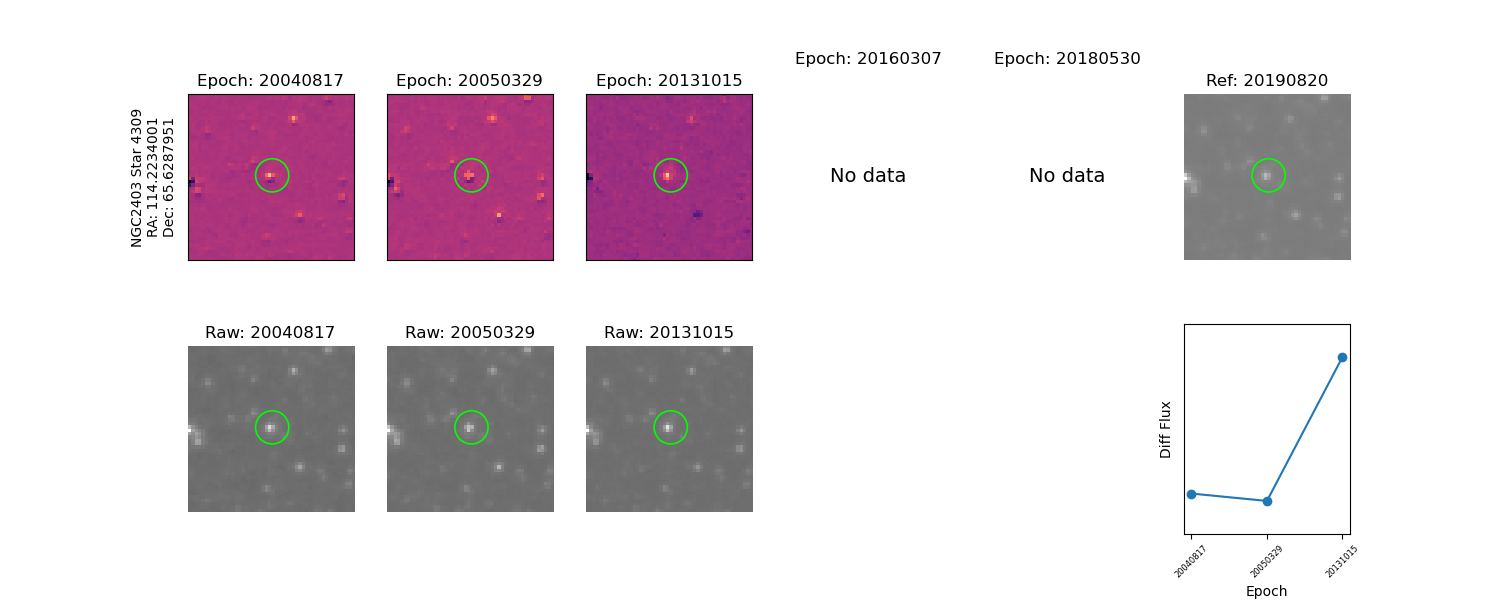 Epoch: 20040817
Epoch: 20050329
Epoch: 20131015
Epoch: 20160307
Epoch: 20180530
Ref: 20190820
NGC2403 Star 4309
RA: 114.2234001
Dec: 65.6287951
No data
No data
Raw: 20040817
Raw: 20050329
Raw: 20131015
Diff Flux
20040817
20050329
20131015
Epoch